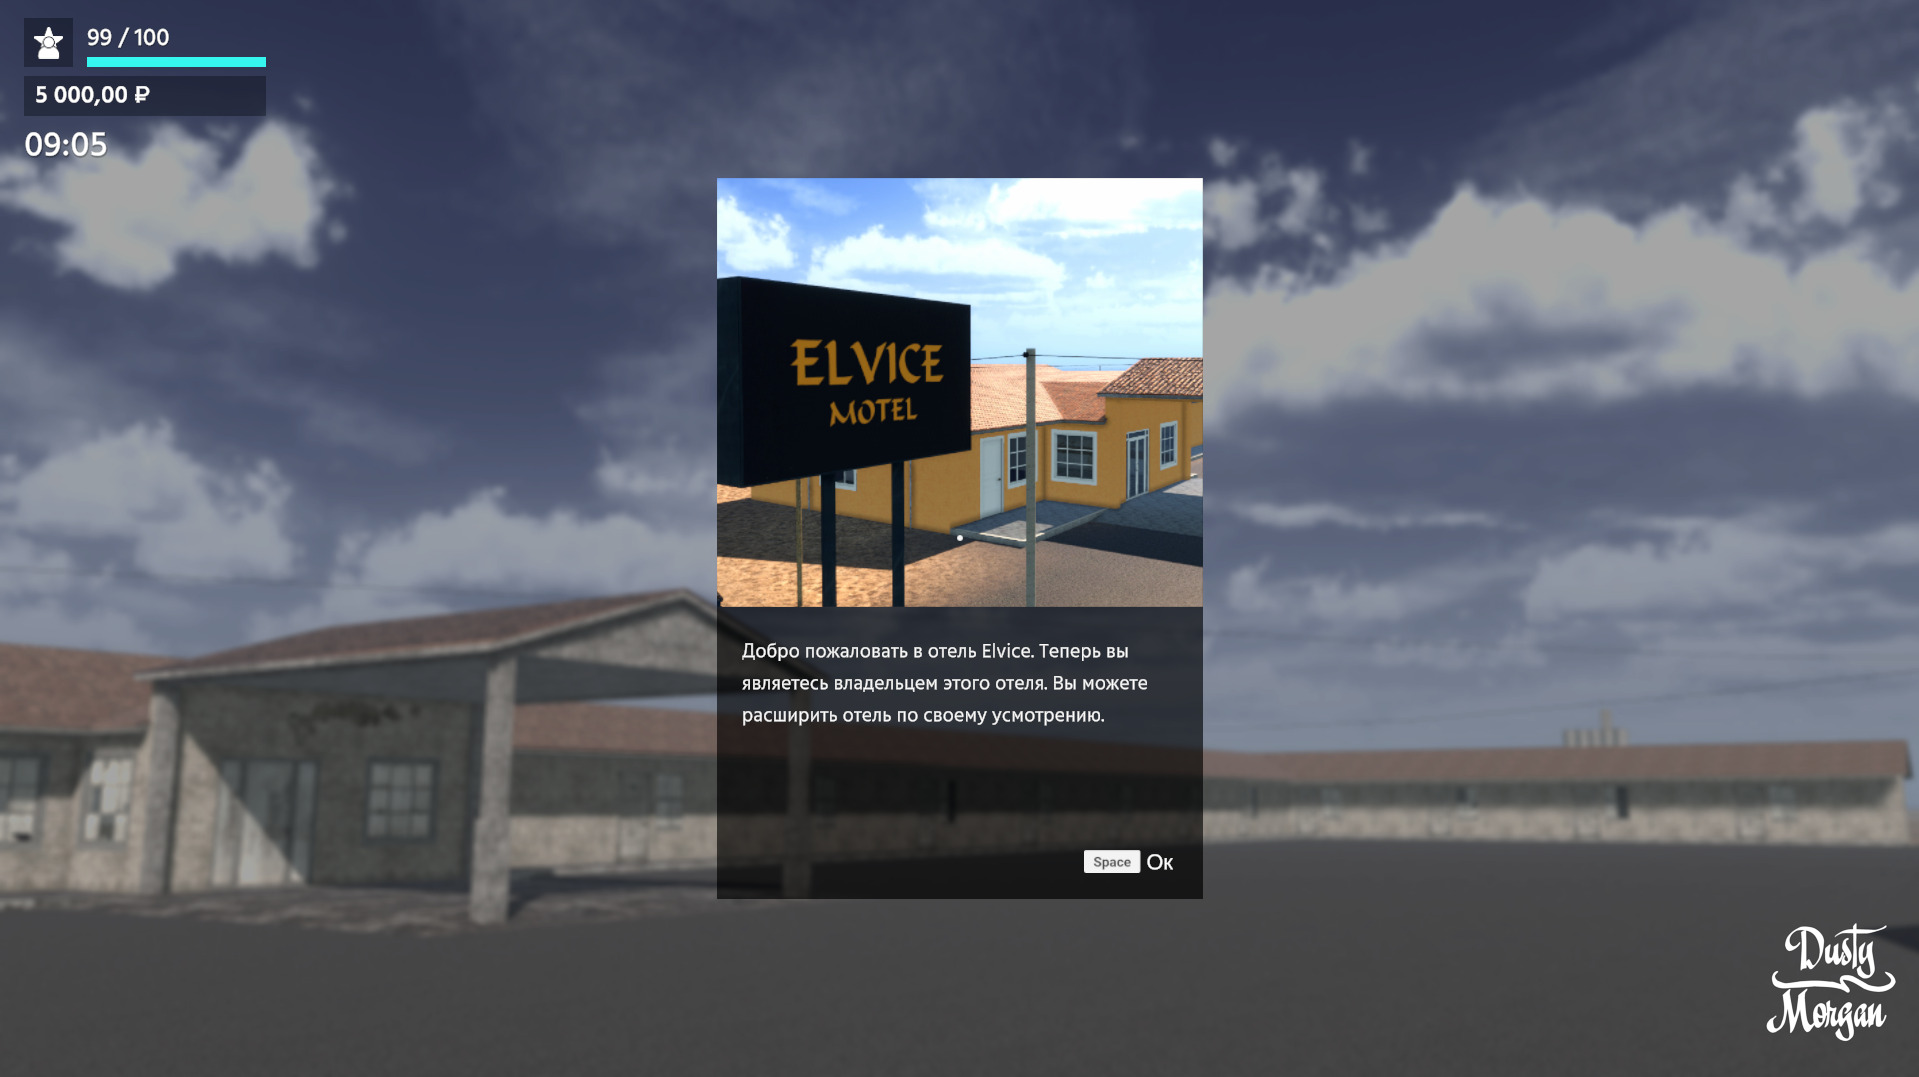 99 / 100
5 000,00 ₽
09:05
ELVICE
MOTEL
Добро пожаловать в отель Elvice. Теперь вы
являетесь владельцем этого отеля. Вы можете
расширить отель по своему усмотрению.
Space Ок
Dusty
Morgan